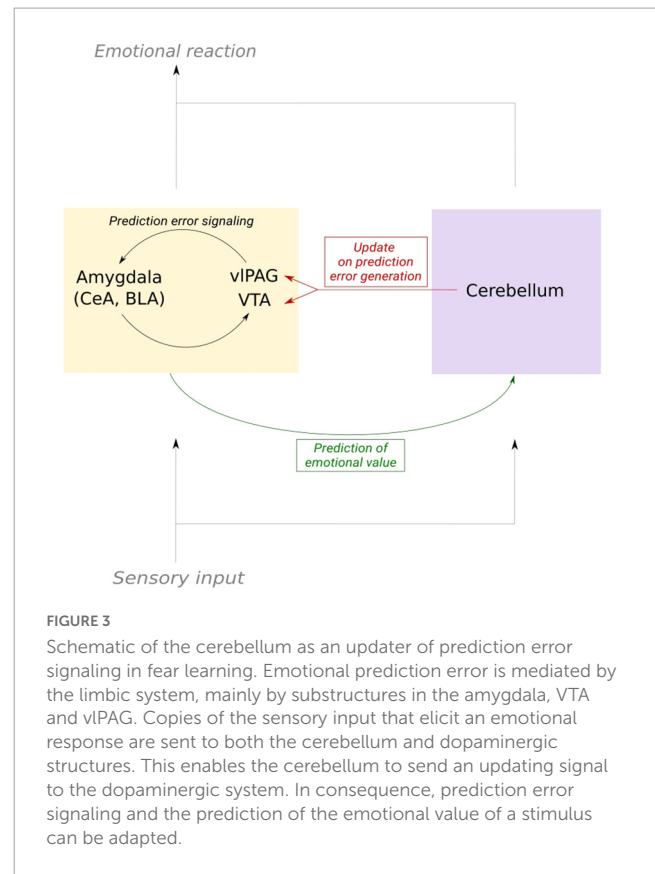 Emotional reaction
Prediction error signaling
Amygdala
(CeA, BLA)
vlPAG
VTA
Update
on prediction
error generation
Cerebellum
Prediction of
emotional value
Sensory input
FIGURE 3
Schematic of the cerebellum as an updater of prediction error
signaling in fear learning. Emotional prediction error is mediated by
the limbic system, mainly by substructures in the amygdala, VTA
and vlPAG. Copies of the sensory input that elicit an emotional
response are sent to both the cerebellum and dopaminergic
structures. This enables the cerebellum to send an updating signal
to the dopaminergic system. In consequence, prediction error
signaling and the prediction of the emotional value of a stimulus
can be adapted.